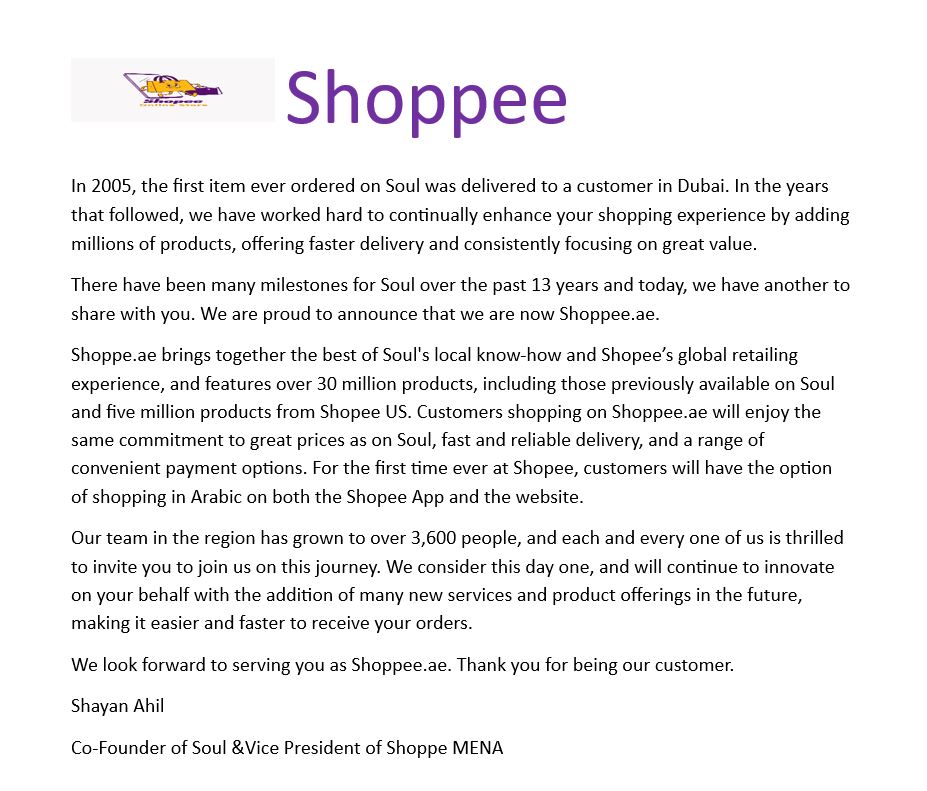 Shopee
Online store
Shoppee
In 2005, the first item ever ordered on Soul was delivered to a customer in Dubai. In the years
that followed, we have worked hard to continually enhance your shopping experience by adding
millions of products, offering faster delivery and consistently focusing on great value.
There have been many milestones for Soul over the past 13 years and today, we have another to
share with you. We are proud to announce that we are now Shoppee.ae.
Shoppe.ae brings together the best of Soul's local know-how and Shopee’s global retailing
experience, and features over 30 million products, including those previously available on Soul
and five million products from Shopee US. Customers shopping on Shoppee.ae will enjoy the
same commitment to great prices as on Soul, fast and reliable delivery, and a range of
convenient payment options. For the first time ever at Shopee, customers will have the option
of shopping in Arabic on both the Shopee App and the website.
Our team in the region has grown to over 3,600 people, and each and every one of us is thrilled
to invite you to join us on this journey. We consider this day one, and will continue to innovate
on your behalf with the addition of many new services and product offerings in the future,
making it easier and faster to receive your orders.
We look forward to serving you as Shoppee.ae. Thank you for being our customer.
Shayan Ahil
Co-Founder of Soul &Vice President of Shoppe MENA